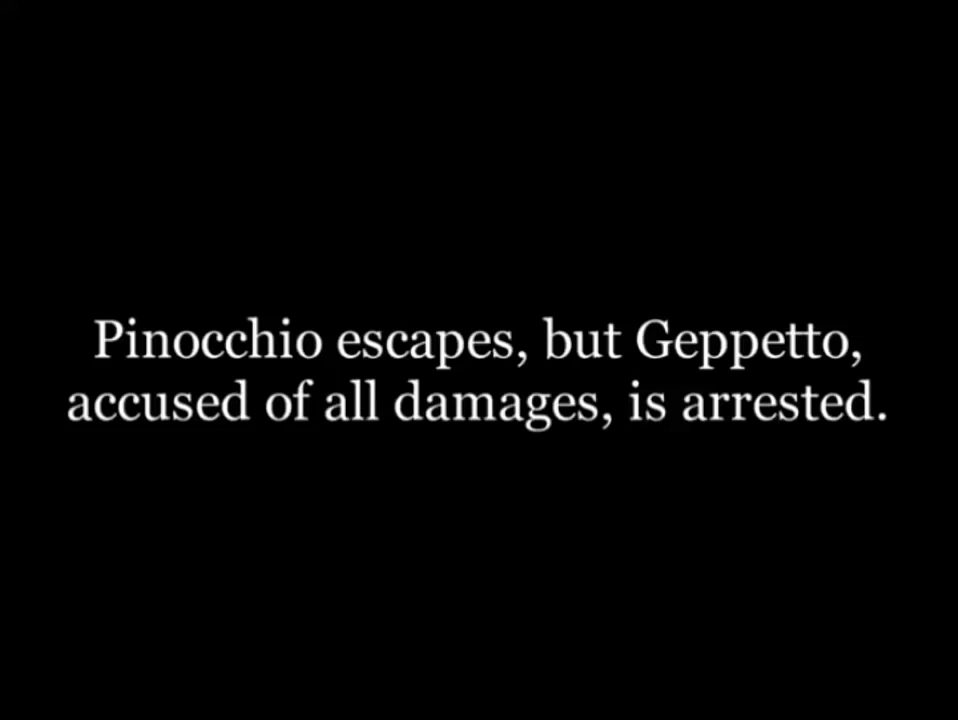 Pinocchio escapes, but Geppetto,
accused of all damages, is arrested.